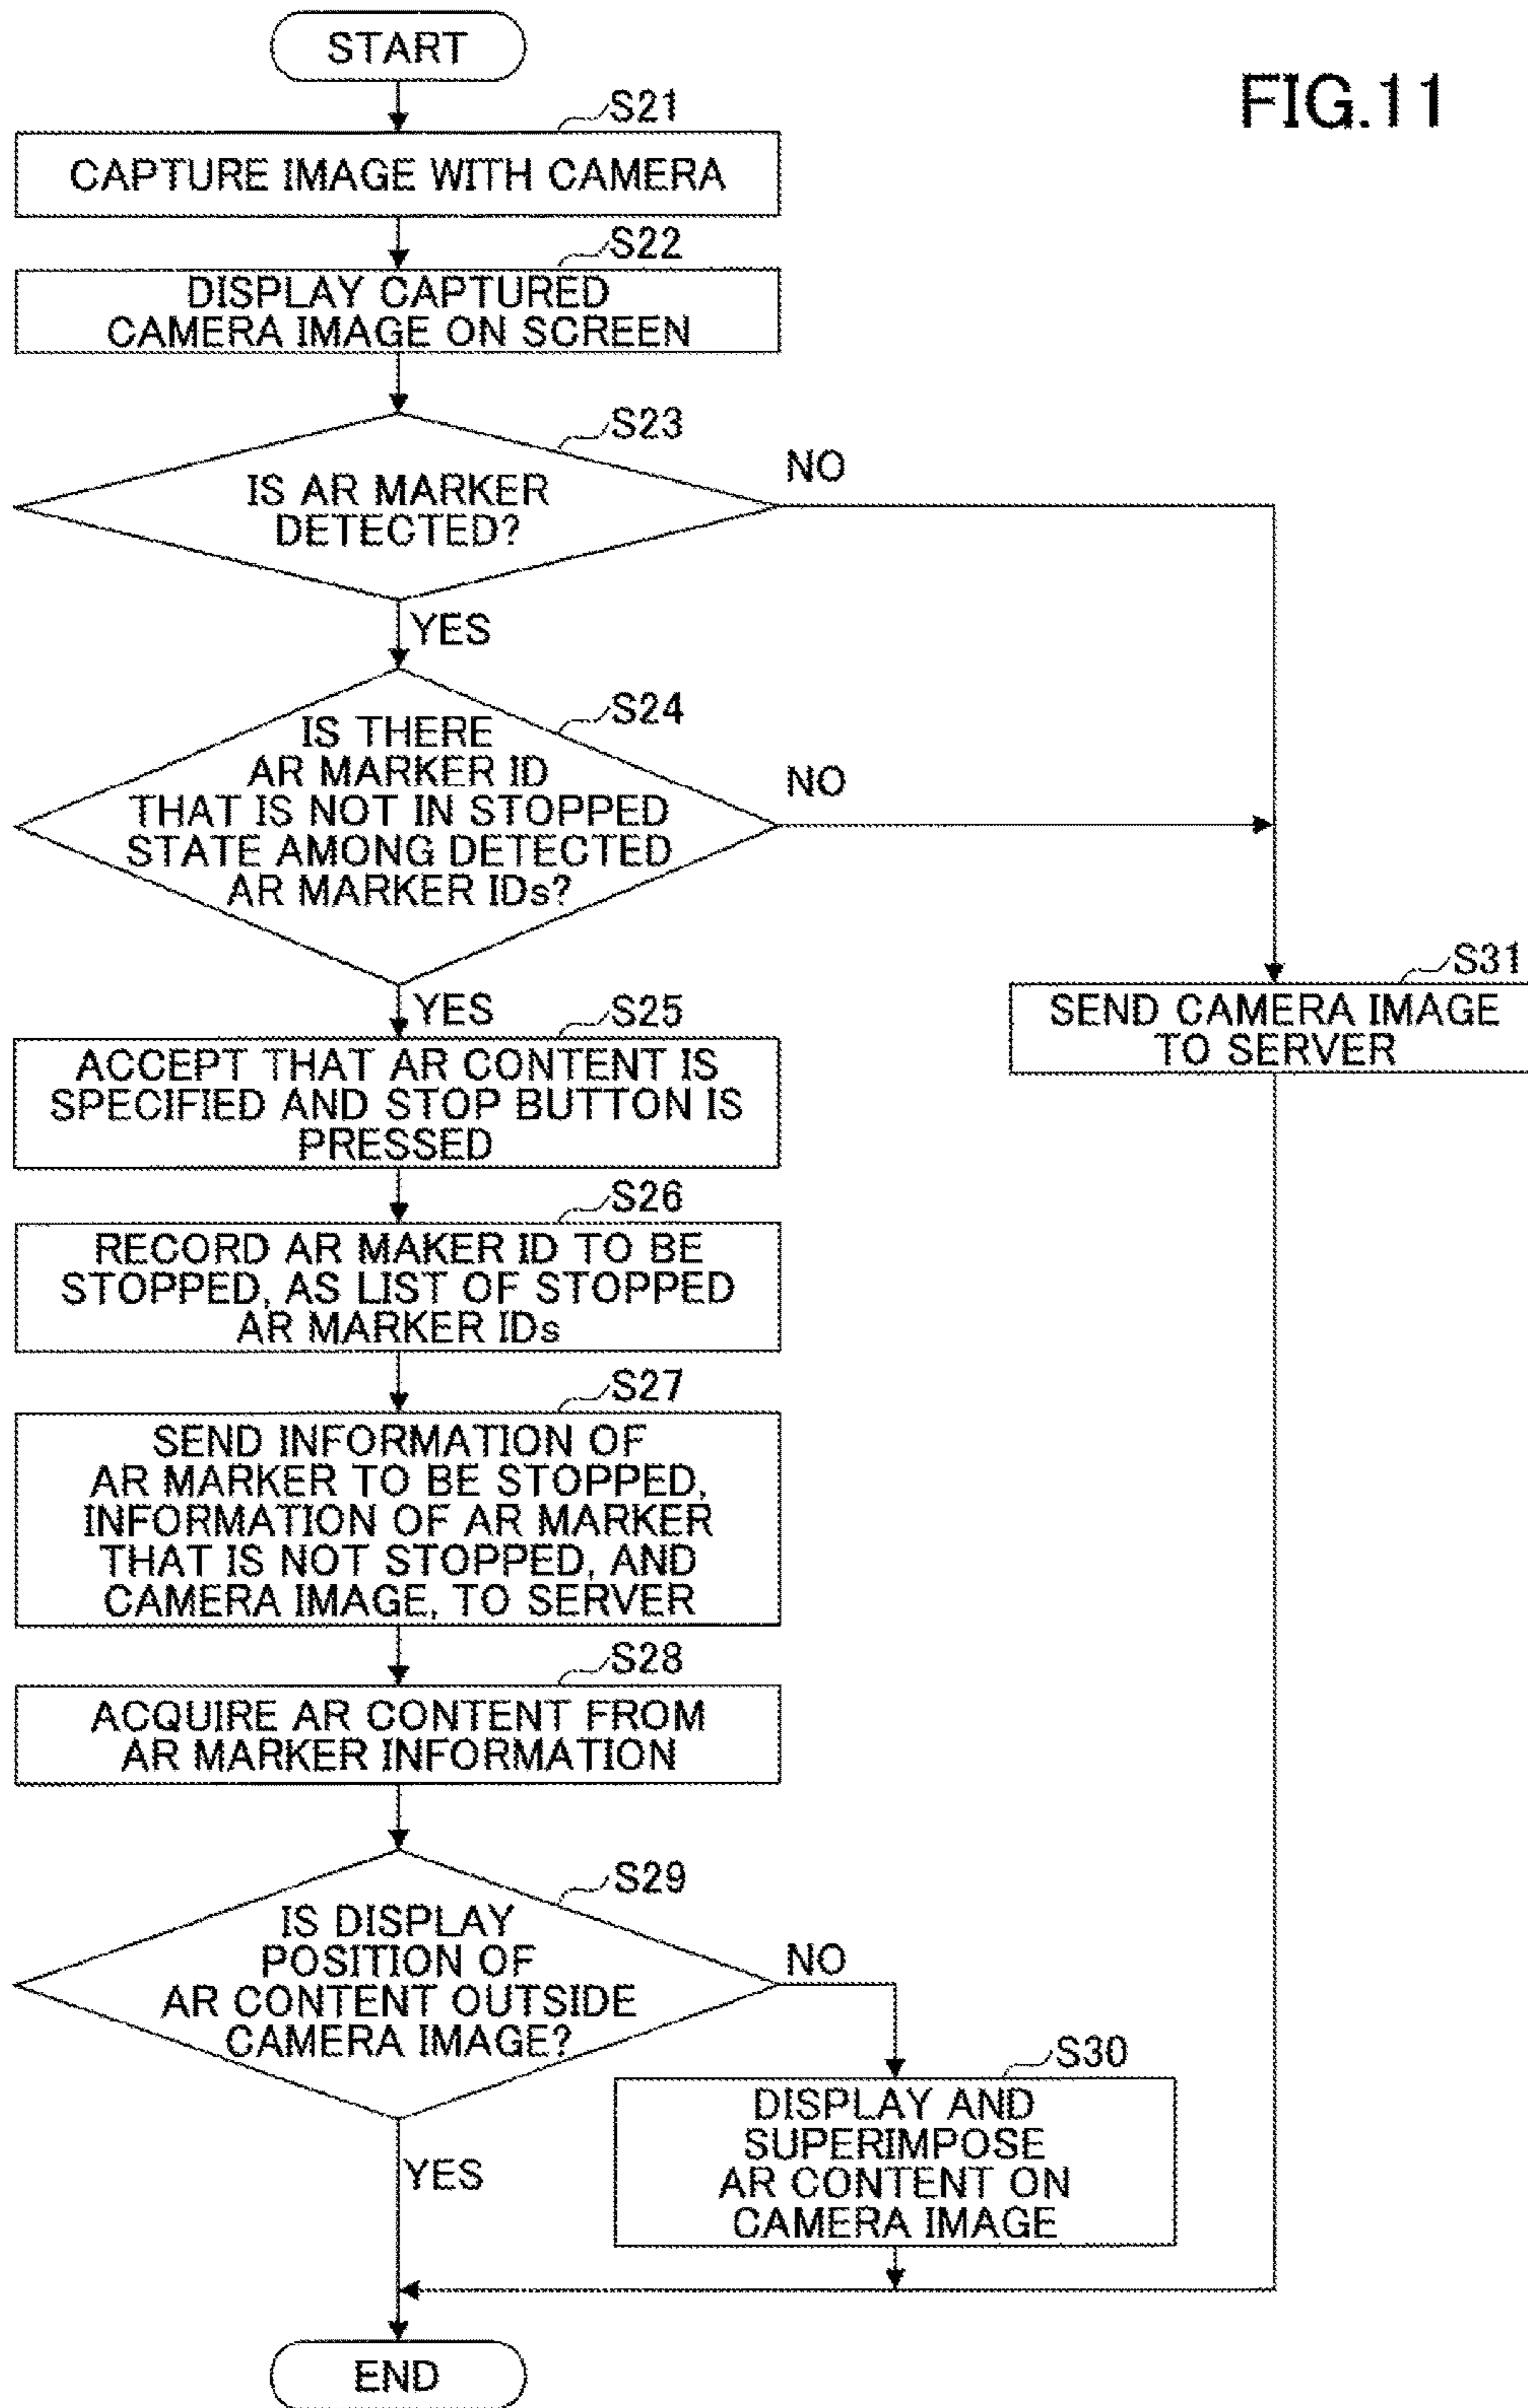 START
FIG.11
S21
CAPTURE IMAGE WITH CAMERA
S22
DISPLAY CAPTURED
CAMERA IMAGE ON SCREEN
S23
IS AR MARKER
DETECTED?
NO
YES
S24
IS THERE
AR MARKER ID
THAT IS NOT IN STOPPED
STATE AMONG DETECTED
AR MARKER IDs?
NO
YES
S31
SEND CAMERA IMAGE
TO SERVER
S25
ACCEPT THAT AR CONTENT IS
SPECIFIED AND STOP BUTTON IS
PRESSED
S26
RECORD AR MAKER ID TO BE
STOPPED, AS LIST OF STOPPED
AR MARKER IDs
S27
SEND INFORMATION OF
AR MARKER TO BE STOPPED,
INFORMATION OF AR MARKER
THAT IS NOT STOPPED, AND
CAMERA IMAGE, TO SERVER
S28
ACQUIRE AR CONTENT FROM
AR MARKER INFORMATION
S29
IS DISPLAY
POSITION OF
AR CONTENT OUTSIDE
CAMERA IMAGE?
NO
YES
S30
DISPLAY AND
SUPERIMPOSE
AR CONTENT ON
CAMERA IMAGE
END